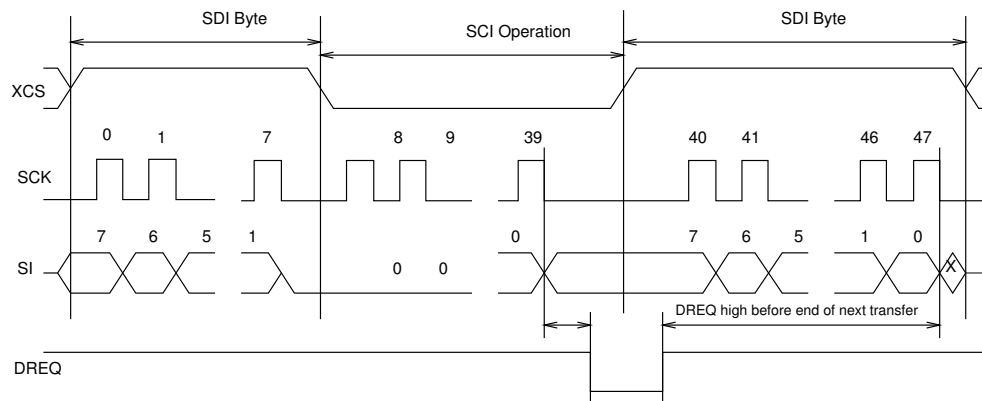 SDI Byte
SCI Operation
SDI Byte
XCS
0 1 7 8 9 39 40 41 46 47
SCK
7 6 5 1 0 7 6 5 1 0
SI
0 0 X
DREQ high before end of next transfer
DREQ